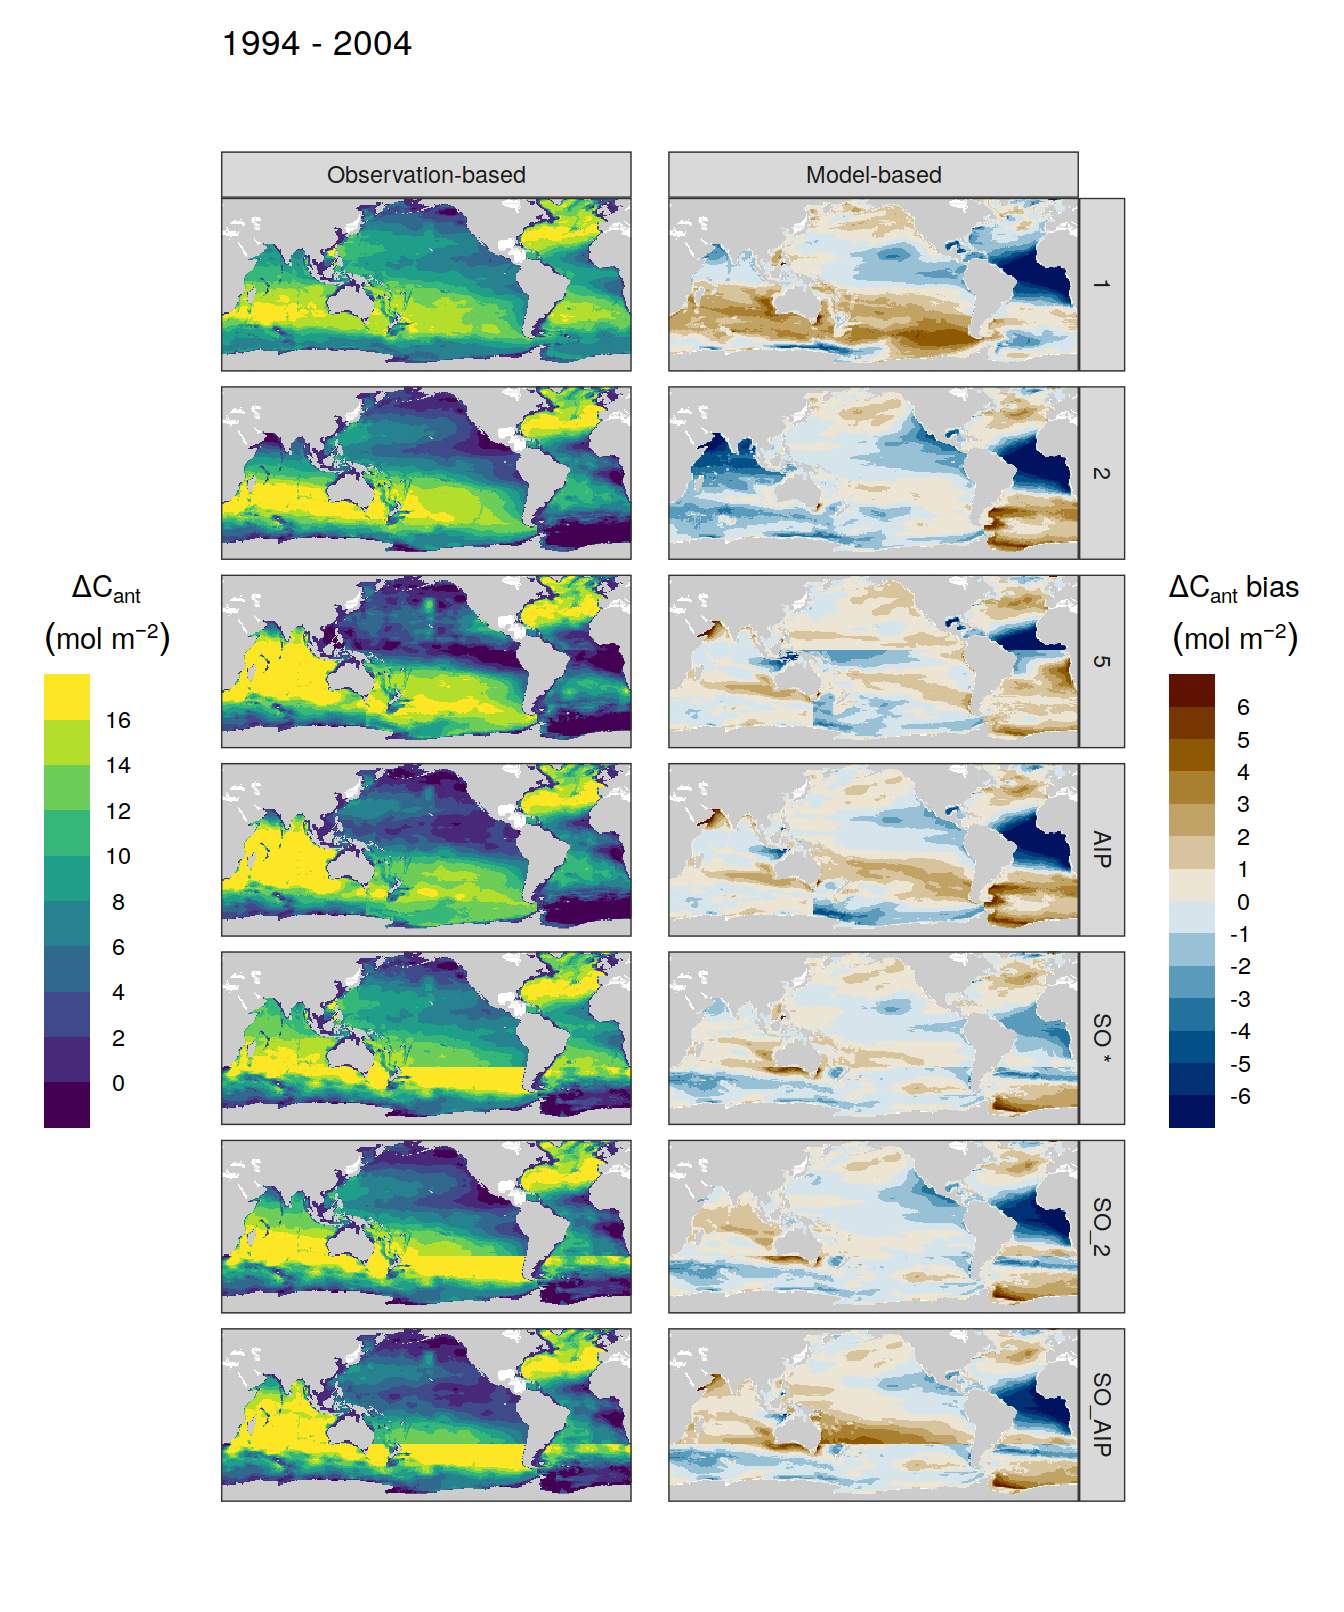 1994 - 2004
Observation-based
Model-based
1
2
5
AIP
SO_*
SO_2
SO_AIP
ΔCant
(mol m−2)
16
14
12
10
8
6
4
2
0
ΔCant bias
(mol m−2)
6
5
4
3
2
1
0
-1
-2
-3
-4
-5
-6